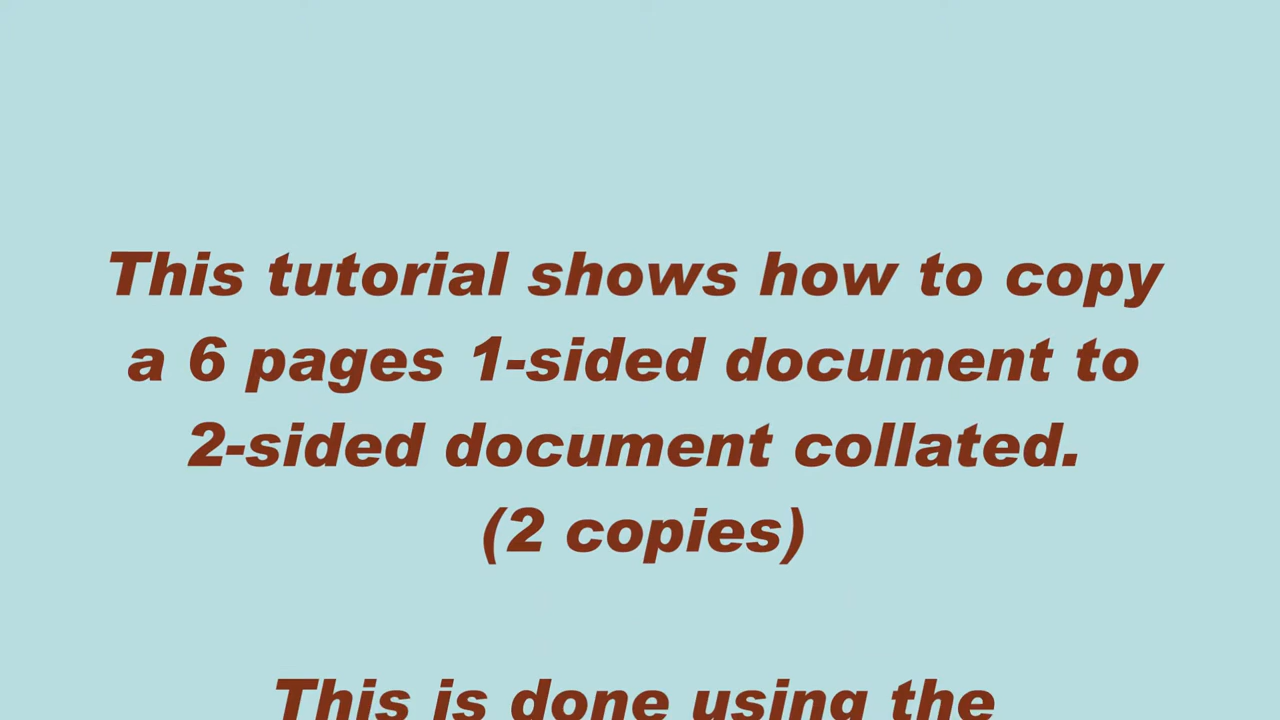 This tutorial shows how to copy
a 6 pages 1-sided document to
2-sided document collated.
(2 copies)
This is done using the